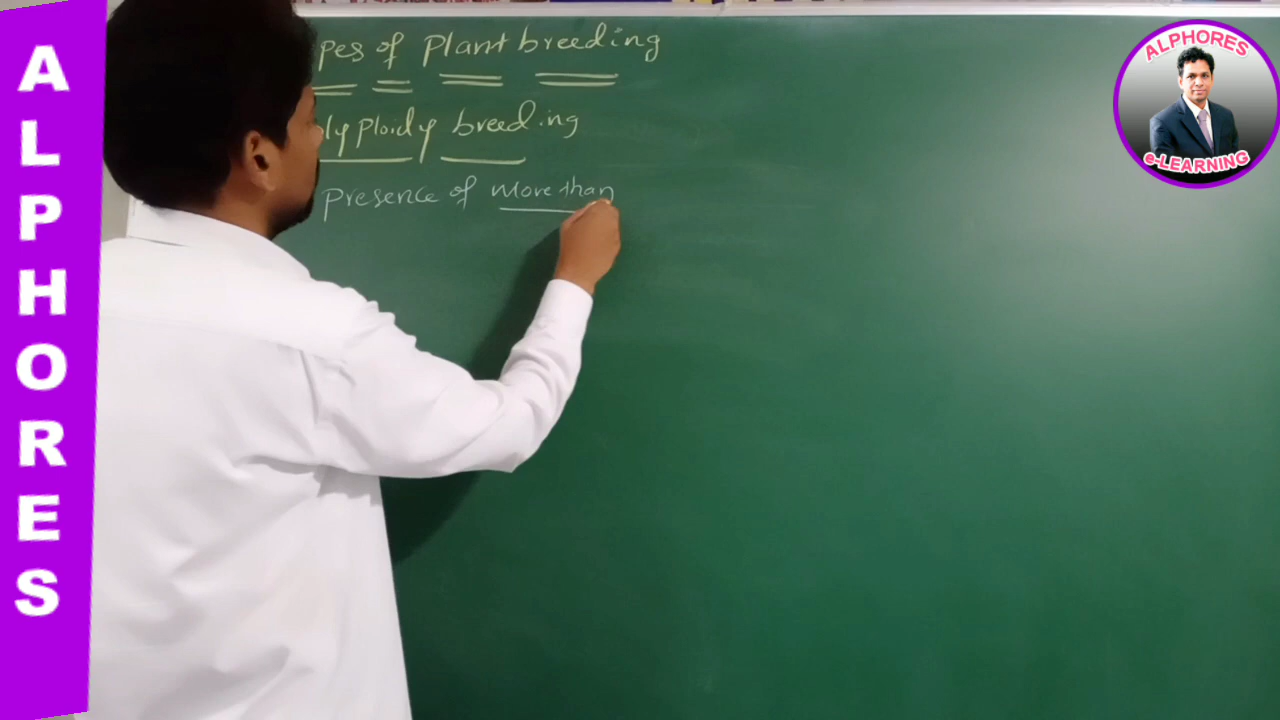 ALPHORES
pes of plant breeding
lyploidy breeding
presence of more than
ALPHORES
e-LEARNING